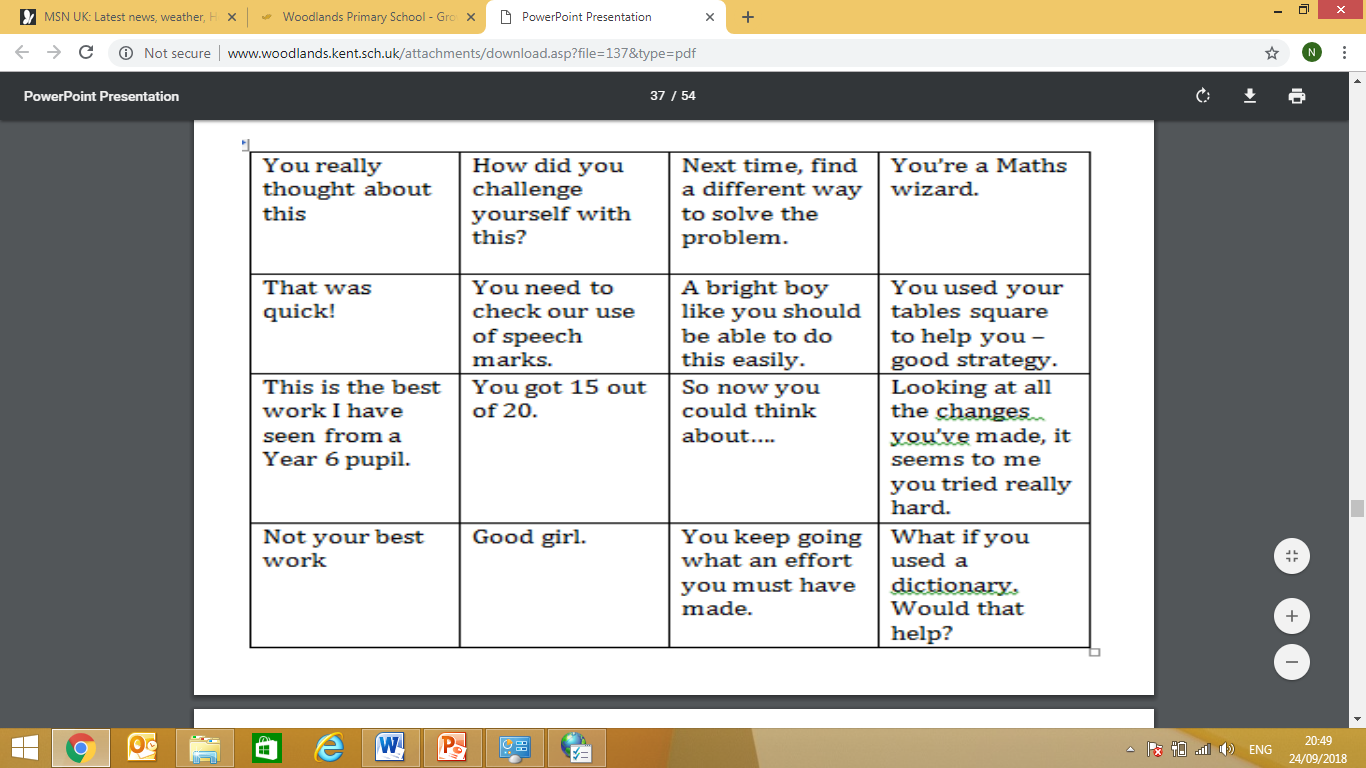 MSN UK: Latest news, weather, H
Woodlands Primary School - Gro
PowerPoint Presentation
Not secure
www.woodlands.kent.sch.uk/attachments/download.asp?file=137&type=pdf
N
PowerPoint Presentation
37 / 54
You really
thought about
this
How did you
challenge
yourself with
this?
Next time, find
a different way
to solve the
problem.
You're a Maths
wizard.
That was
quick!
You need to
check our use
of speech
marks.
A bright boy
like you should
be able to do
this easily.
You used your
tables square
to help you –
good strategy.
This is the best
work I have
seen from a
Year 6 pupil.
You got 15 out
of 20.
So now you
could think
about....
Looking at all
the changes
you've made, it
seems to me
you tried really
hard.
Not your best
work
Good girl.
You keep going
what an effort
you must have
made.
What if you
used a
dictionary.
Would that
help?
ENG
20:49
24/09/2018